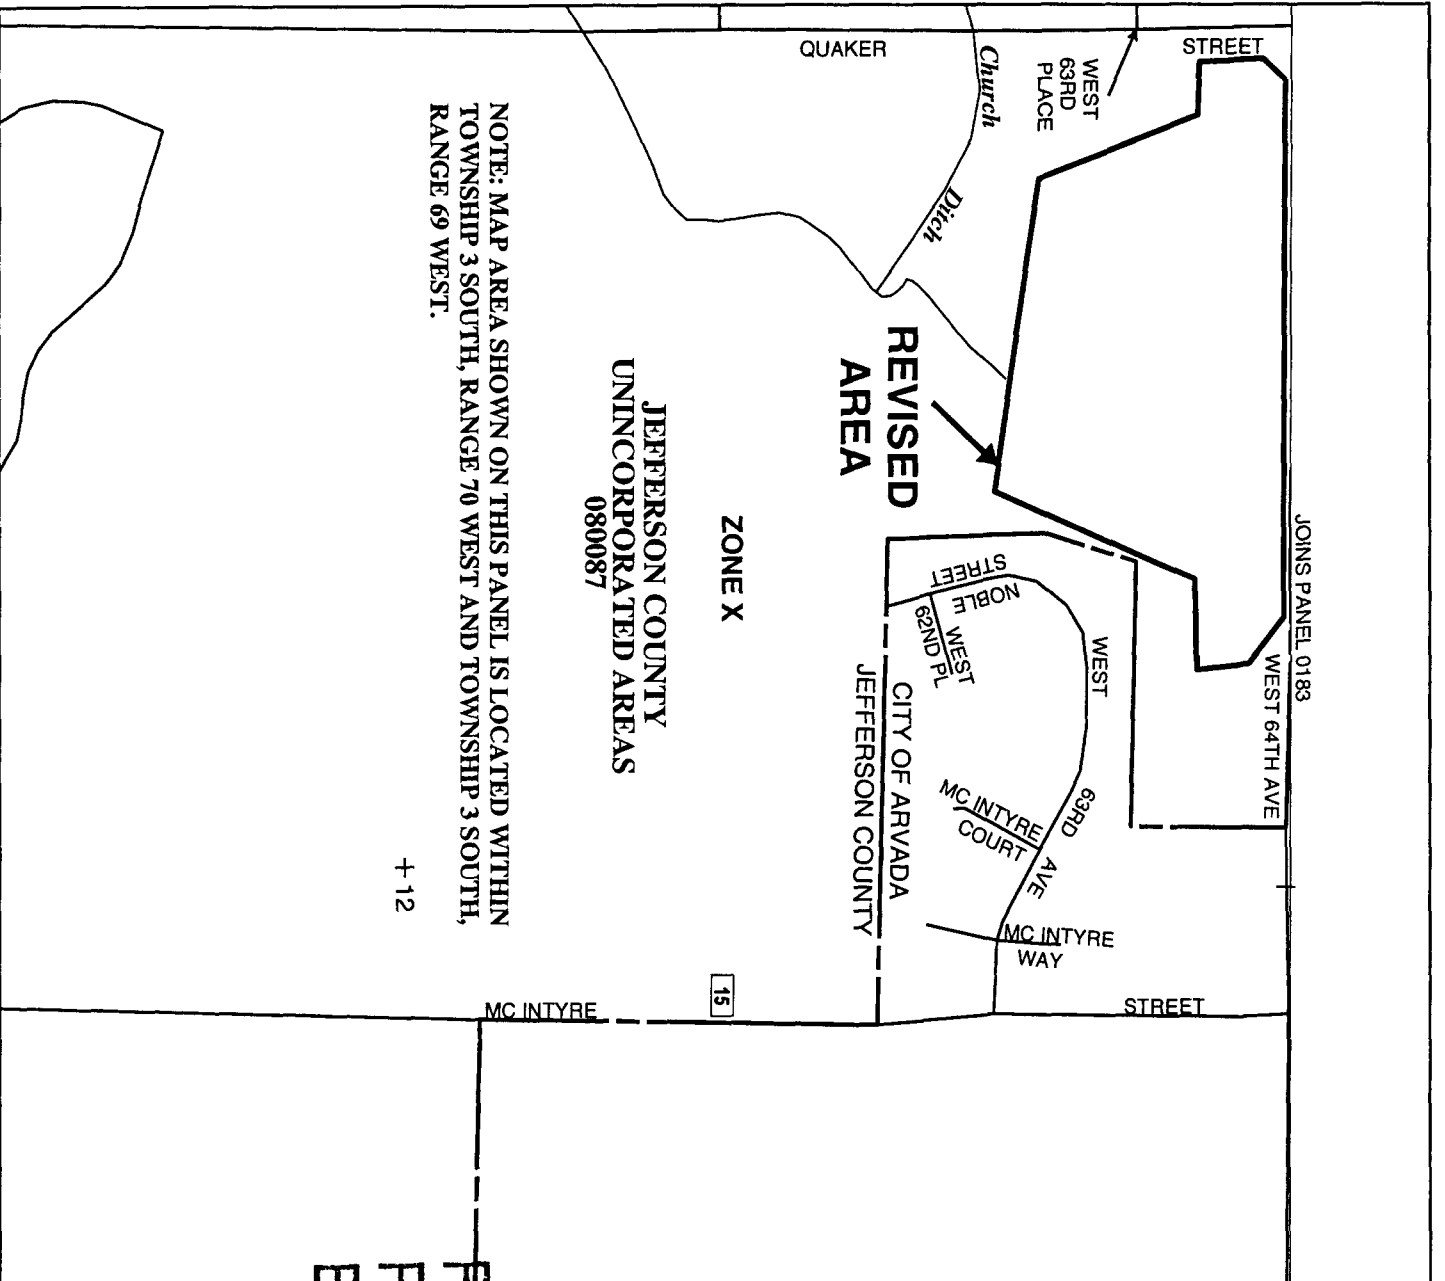 JOINS PANEL 0183
STREET
WEST 64TH AVE
QUAKER
WEST
63RD
PLACE
Church
Ditch
REVISED
AREA
STREET
NOBLE
WEST
62ND PL
WEST
63RD
AVE
MC INTYRE
COURT
MC INTYRE
WAY
STREET
CITY OF ARVADA
JEFFERSON COUNTY
ZONE X
15
MC INTYRE
JEFFERSON COUNTY
UNINCORPORATED AREAS
080087
NOTE: MAP AREA SHOWN ON THIS PANEL IS LOCATED WITHIN
TOWNSHIP 3 SOUTH, RANGE 70 WEST AND TOWNSHIP 3 SOUTH,
RANGE 69 WEST.
+12